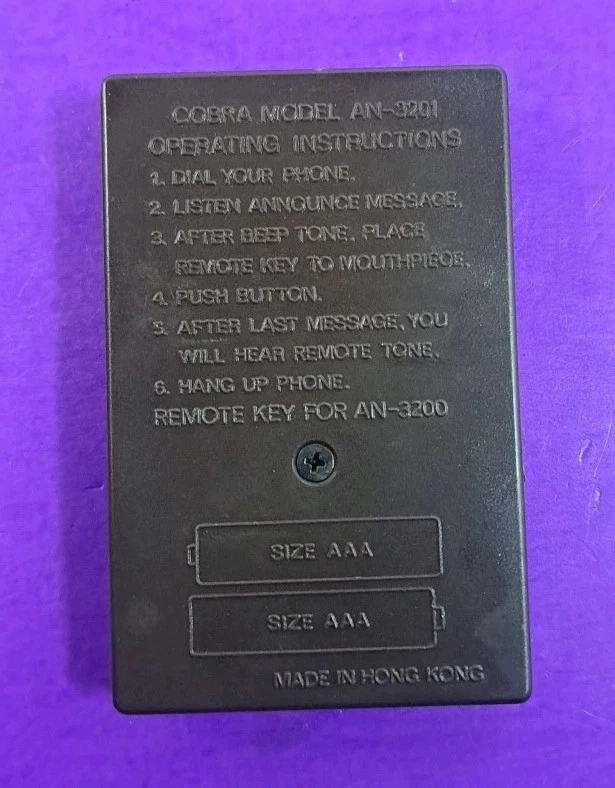 COBRA MODEL AN-3201
OPERATING INSTRUCTIONS
1. DIAL YOUR PHONE.
2. LISTEN ANNOUNCE MESSAGE.
3. AFTER BEEP TONE, PLACE
REMOTE KEY TO MOUTHPIECE.
4. PUSH BUTTON.
5. AFTER LAST MESSAGE, YOU
WILL HEAR REMOTE TONE.
6. HANG UP PHONE.
REMOTE KEY FOR AN-3200
SIZE AAA
SIZE AAA
MADE IN HONG KONG